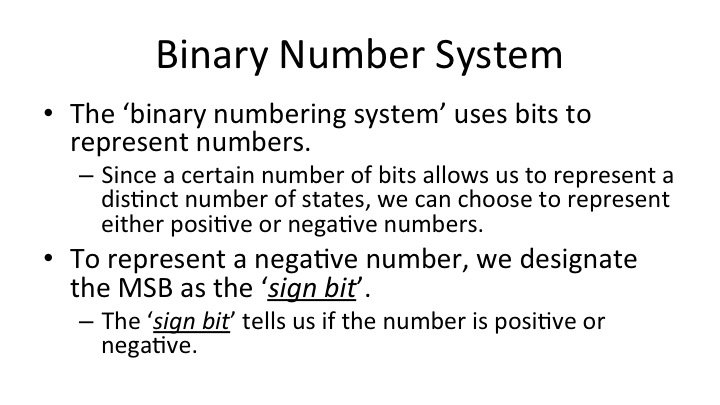 Binary Number System
• The ‘binary numbering system’ uses bits to
represent numbers.
– Since a certain number of bits allows us to represent a
distinct number of states, we can choose to represent
either positive or negative numbers.
• To represent a negative number, we designate
the MSB as the ‘sign bit’.
– The ‘sign bit’ tells us if the number is positive or
negative.